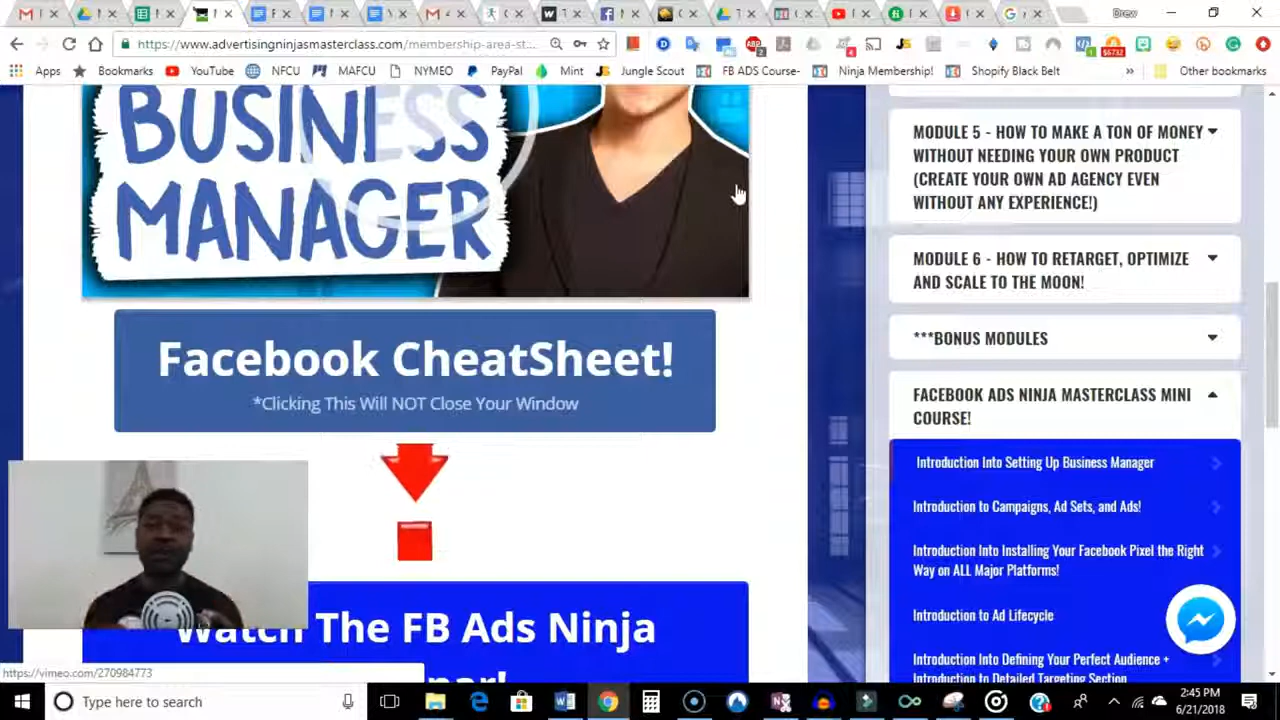 Drew
https://www.advertisingninjasmasterclass.com/membership-area-st...
Apps
Bookmarks
YouTube
NFCU
MAFCU
NYMEO
PayPal
Mint
Jungle Scout
FB ADS Course-
Ninja Membership!
Shopify Black Belt
»
Other bookmarks
BUSINESS
MANAGER
Facebook CheatSheet!
*Clicking This Will NOT Close Your Window
Watch The FB Ads Ninja
MODULE 5 - HOW TO MAKE A TON OF MONEY
WITHOUT NEEDING YOUR OWN PRODUCT
(CREATE YOUR OWN AD AGENCY EVEN
WITHOUT ANY EXPERIENCE!)
MODULE 6 - HOW TO RETARGET, OPTIMIZE
AND SCALE TO THE MOON!
***BONUS MODULES
FACEBOOK ADS NINJA MASTERCLASS MINI
COURSE!
Introduction Into Setting Up Business Manager
Introduction to Campaigns, Ad Sets, and Ads!
Introduction Into Installing Your Facebook Pixel the Right
Way on ALL Major Platforms!
Introduction to Ad Lifecycle
Introduction Into Defining Your Perfect Audience +
Introduction to Detailed Targeting Section
https://vimeo.com/270984773
Type here to search
2:45 PM
6/21/2018